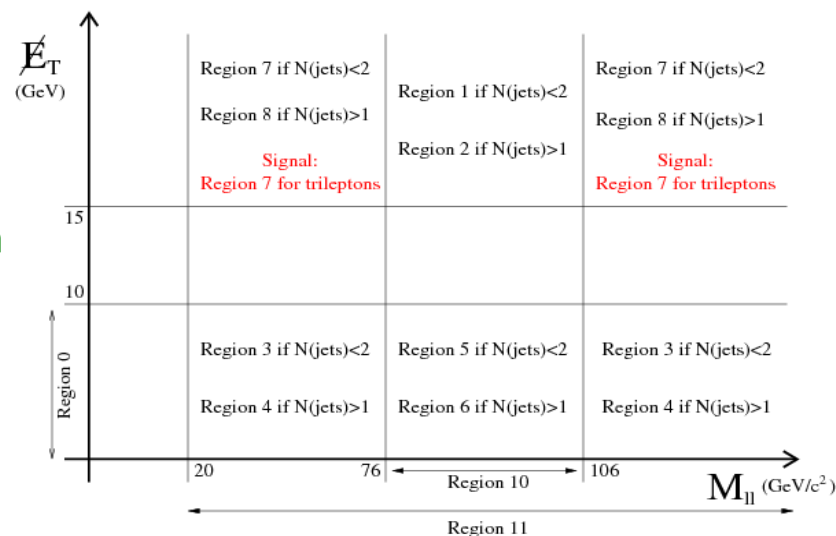 E̸T
(GeV)
Region 7 if N(jets)<2
Region 8 if N(jets)>1
Signal:
Region 7 for trileptons
Region 1 if N(jets)<2
Region 2 if N(jets)>1
Region 7 if N(jets)<2
Region 8 if N(jets)>1
Signal:
Region 7 for trileptons
15
10
Region 0
Region 3 if N(jets)<2
Region 4 if N(jets)>1
Region 5 if N(jets)<2
Region 6 if N(jets)>1
Region 3 if N(jets)<2
Region 4 if N(jets)>1
20
76
106
Region 10
Mll (GeV/c²)
Region 11